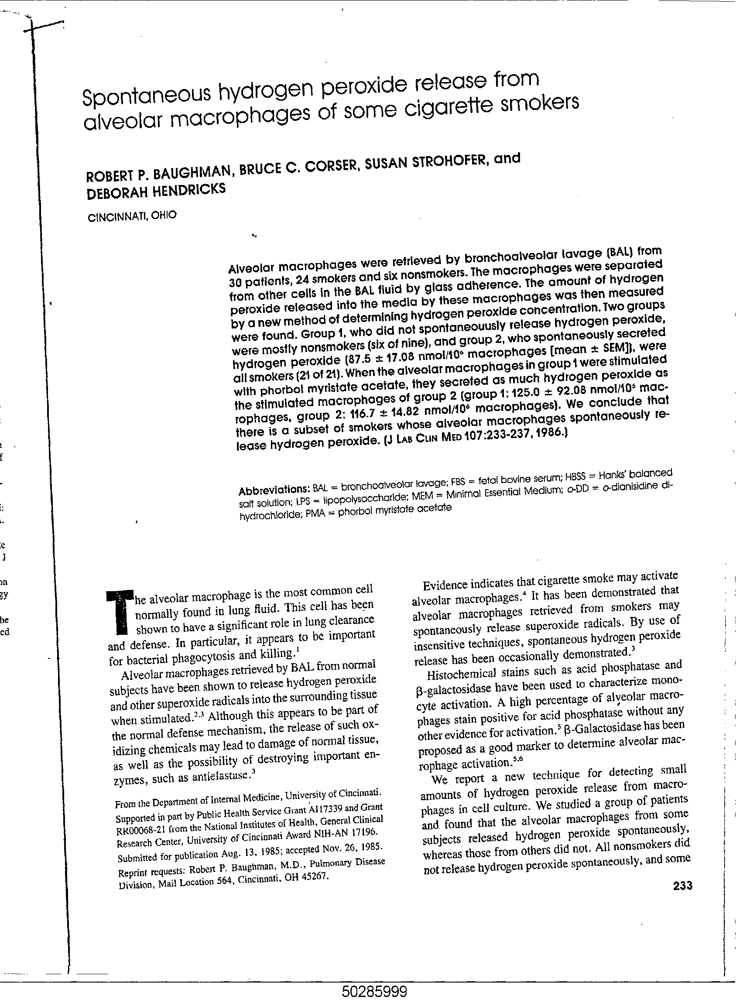 Spontaneous hydrogen peroxide release from
alveolar macrophages of some cigarette smokers
ROBERT P. BAUGHMAN, BRUCE C. CORSER, SUSAN STROHOFER, and
DEBORAH HENDRICKS
CINCINNATI, OHIO
Alveolar macrophages were retrieved by bronchoalveolar lavage (BAL) from
30 patients, 24 smokers and six nonsmokers. The macrophages were separated
from other cells in the BAL fluid by glass adherence. The amount of hydrogen
peroxide released into the media by these macrophages was then measured
by a new method of determining hydrogen peroxide concentration. Two groups
were found. Group 1, who did not spontaneouusly release hydrogen peroxide,
were mostly nonsmokers (six of nine), and group 2, who spontaneously secreted
hydrogen peroxide (87.5 ± 17.08 nmol/10⁶ macrophages [mean ± SEM]), were
all smokers (21 of 21). When the alveolar macrophages in group 1 were stimulated
with phorbol myristate acetate, they secreted as much hydrogen peroxide as
the stimulated macrophages of group 2 (group 1: 125.0 ± 92.08 nmol/10⁶ mac-
rophages, group 2: 116.7 ± 14.82 nmol/10⁶ macrophages). We conclude that
there is a subset of smokers whose alveolar macrophages spontaneously re-
lease hydrogen peroxide. (J LAB CLIN MED 107:233-237, 1986.)
Abbreviations: BAL = bronchoalveolar lavage; FBS = fetal bovine serum; HBSS = Hanks' balanced
salt solution; LPS = lipopolysaccharide; MEM = Minimal Essential Medium; o-DD = o-dianisidine di-
hydrochloride; PMA = phorbol myristate acetate
The alveolar macrophage is the most common cell
normally found in lung fluid. This cell has been
shown to have a significant role in lung clearance
and defense. In particular, it appears to be important
for bacterial phagocytosis and killing.¹
Alveolar macrophages retrieved by BAL from normal
subjects have been shown to release hydrogen peroxide
and other superoxide radicals into the surrounding tissue
when stimulated.²·³ Although this appears to be part of
the normal defense mechanism, the release of such ox-
idizing chemicals may lead to damage of normal tissue,
as well as the possibility of destroying important en-
zymes, such as antielastase.³
From the Department of Internal Medicine, University of Cincinnati.
Supported in part by Public Health Service Grant AI17339 and Grant
RR00068-21 from the National Institutes of Health, General Clinical
Research Center, University of Cincinnati Award NIH-AN 17196.
Submitted for publication Aug. 13, 1985; accepted Nov. 26, 1985.
Reprint requests: Robert P. Baughman, M.D., Pulmonary Disease
Division, Mail Location 564, Cincinnati, OH 45267.
Evidence indicates that cigarette smoke may activate
alveolar macrophages.⁴ It has been demonstrated that
alveolar macrophages retrieved from smokers may
spontaneously release superoxide radicals. By use of
insensitive techniques, spontaneous hydrogen peroxide
release has been occasionally demonstrated.³
Histochemical stains such as acid phosphatase and
β-galactosidase have been used to characterize mono-
cyte activation. A high percentage of alveolar macro-
phages stain positive for acid phosphatase without any
other evidence for activation.⁵ β-Galactosidase has been
proposed as a good marker to determine alveolar mac-
rophage activation.⁵,⁶
We report a new technique for detecting small
amounts of hydrogen peroxide release from macro-
phages in cell culture. We studied a group of patients
and found that the alveolar macrophages from some
subjects released hydrogen peroxide spontaneously,
whereas those from others did not. All nonsmokers did
not release hydrogen peroxide spontaneously, and some
233
50285999